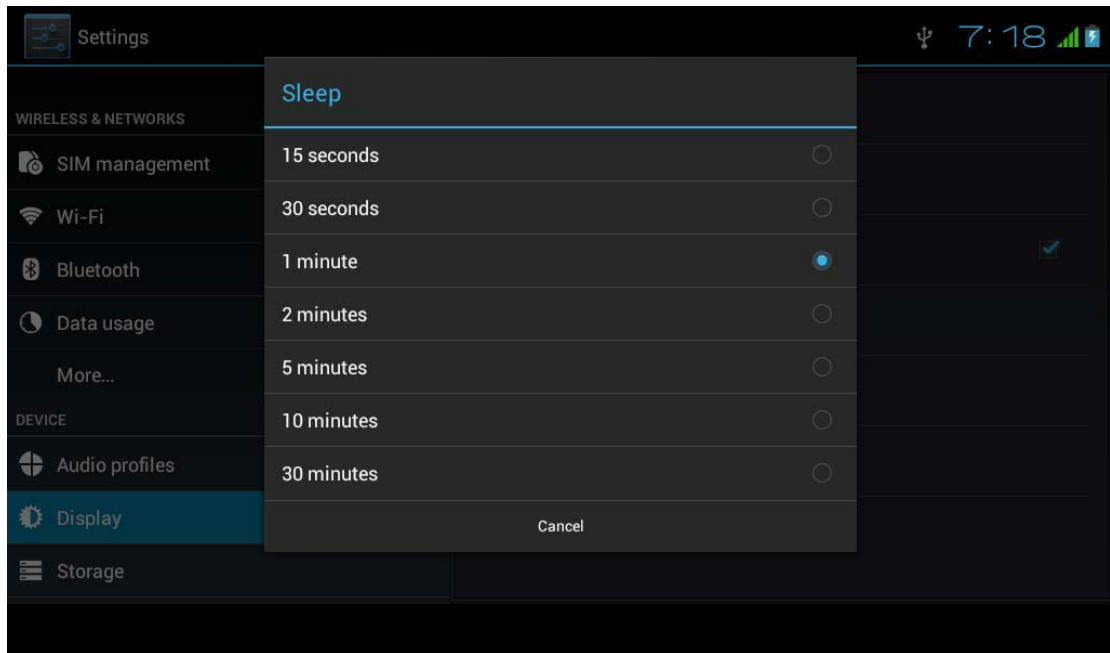 Settings
7:18
WIRELESS & NETWORKS
SIM management
Wi-Fi
Bluetooth
Data usage
More...
DEVICE
Audio profiles
Display
Storage
Sleep
15 seconds
30 seconds
1 minute
2 minutes
5 minutes
10 minutes
30 minutes
Cancel